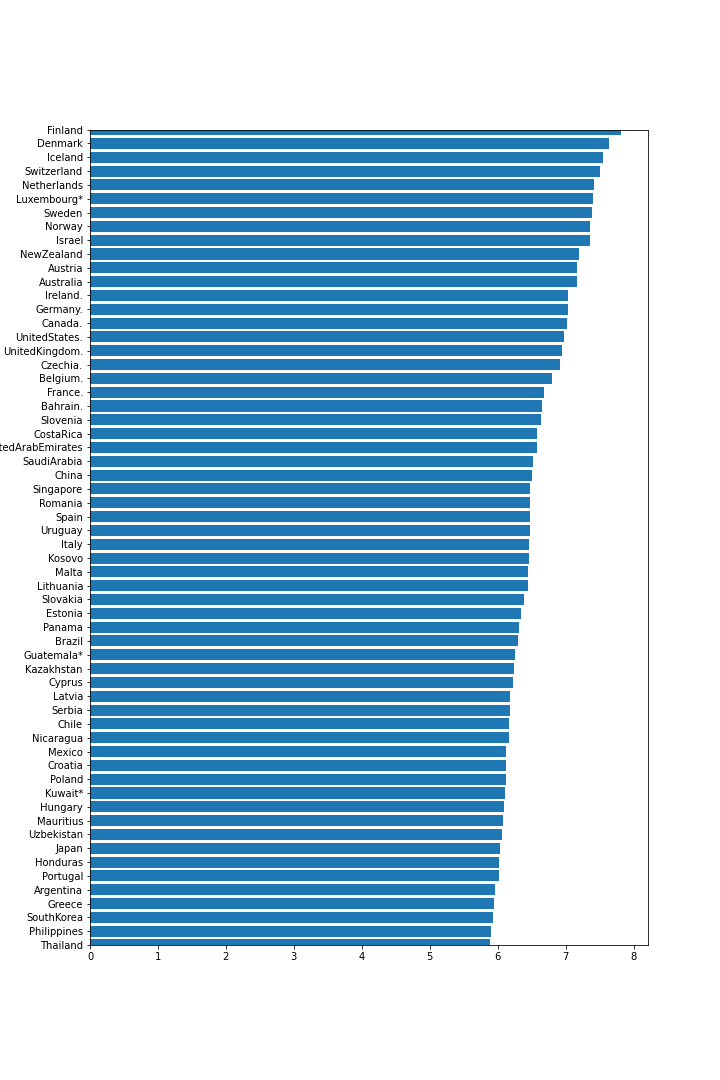 Finland
Denmark
Iceland
Switzerland
Netherlands
Luxembourg*
Sweden
Norway
Israel
NewZealand
Austria
Australia
Ireland.
Germany.
Canada.
UnitedStates.
UnitedKingdom.
Czechia.
Belgium.
France.
Bahrain.
Slovenia
CostaRica
tedArabEmirates
SaudiArabia
China
Singapore
Romania
Spain
Uruguay
Italy
Kosovo
Malta
Lithuania
Slovakia
Estonia
Panama
Brazil
Guatemala*
Kazakhstan
Cyprus
Latvia
Serbia
Chile
Nicaragua
Mexico
Croatia
Poland
Kuwait*
Hungary
Mauritius
Uzbekistan
Japan
Honduras
Portugal
Argentina
Greece
SouthKorea
Philippines
Thailand
0 1 2 3 4 5 6 7 8